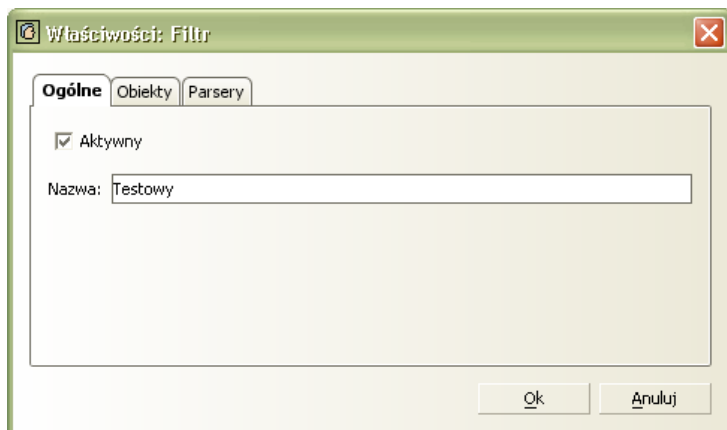 Właściwości: Filtr
Ogólne Obiekty Parsery
Aktywny
Nazwa: Testowy
Ok Anuluj